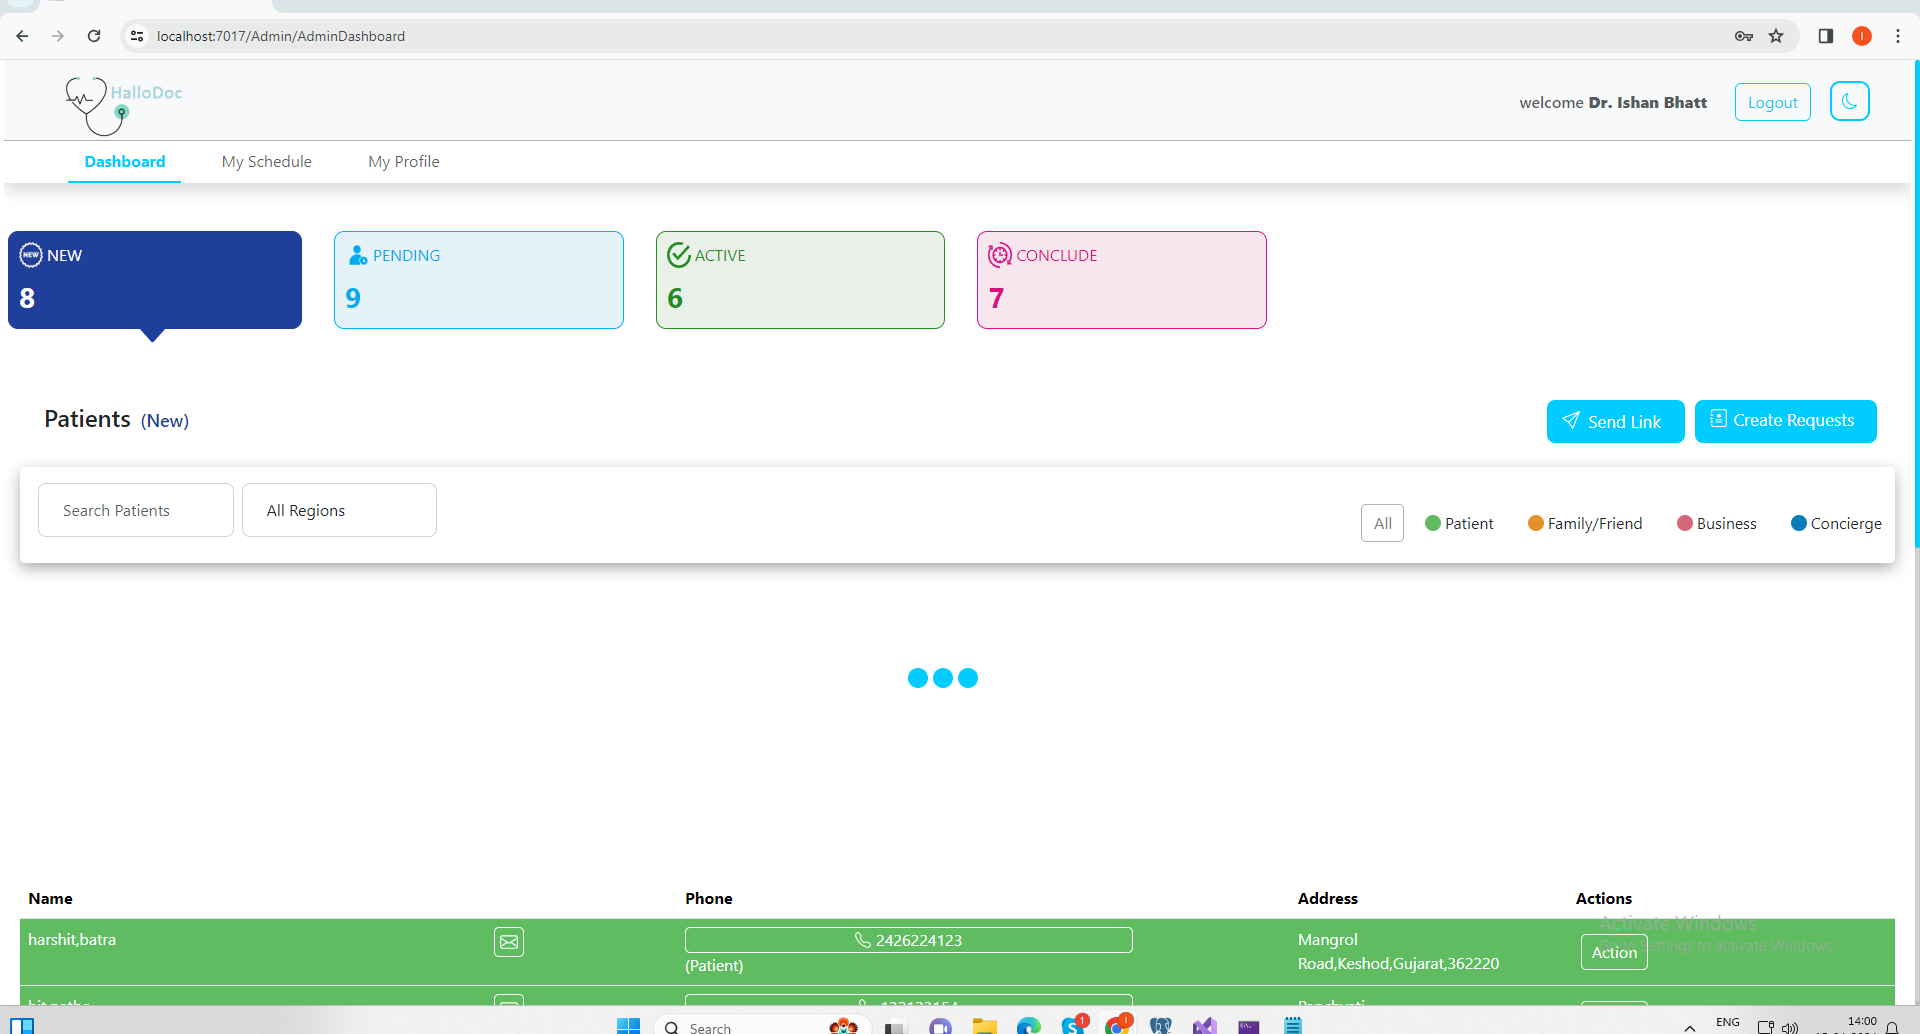 localhost:7017/Admin/AdminDashboard
HalloDoc
welcome Dr. Ishan Bhatt
Logout
Dashboard
My Schedule
My Profile
NEW NEW
8
PENDING
9
ACTIVE
6
CONCLUDE
7
Patients (New)
Send Link
Create Requests
Search Patients
All Regions
All
Patient
Family/Friend
Business
Concierge
Name
Phone
Address
Actions
harshit,batra
2426224123
(Patient)
Mangrol
Road,Keshod,Gujarat,362220
Action
Activate Windows
Go to Settings to activate Windows.
Search
1
ENG
14:00